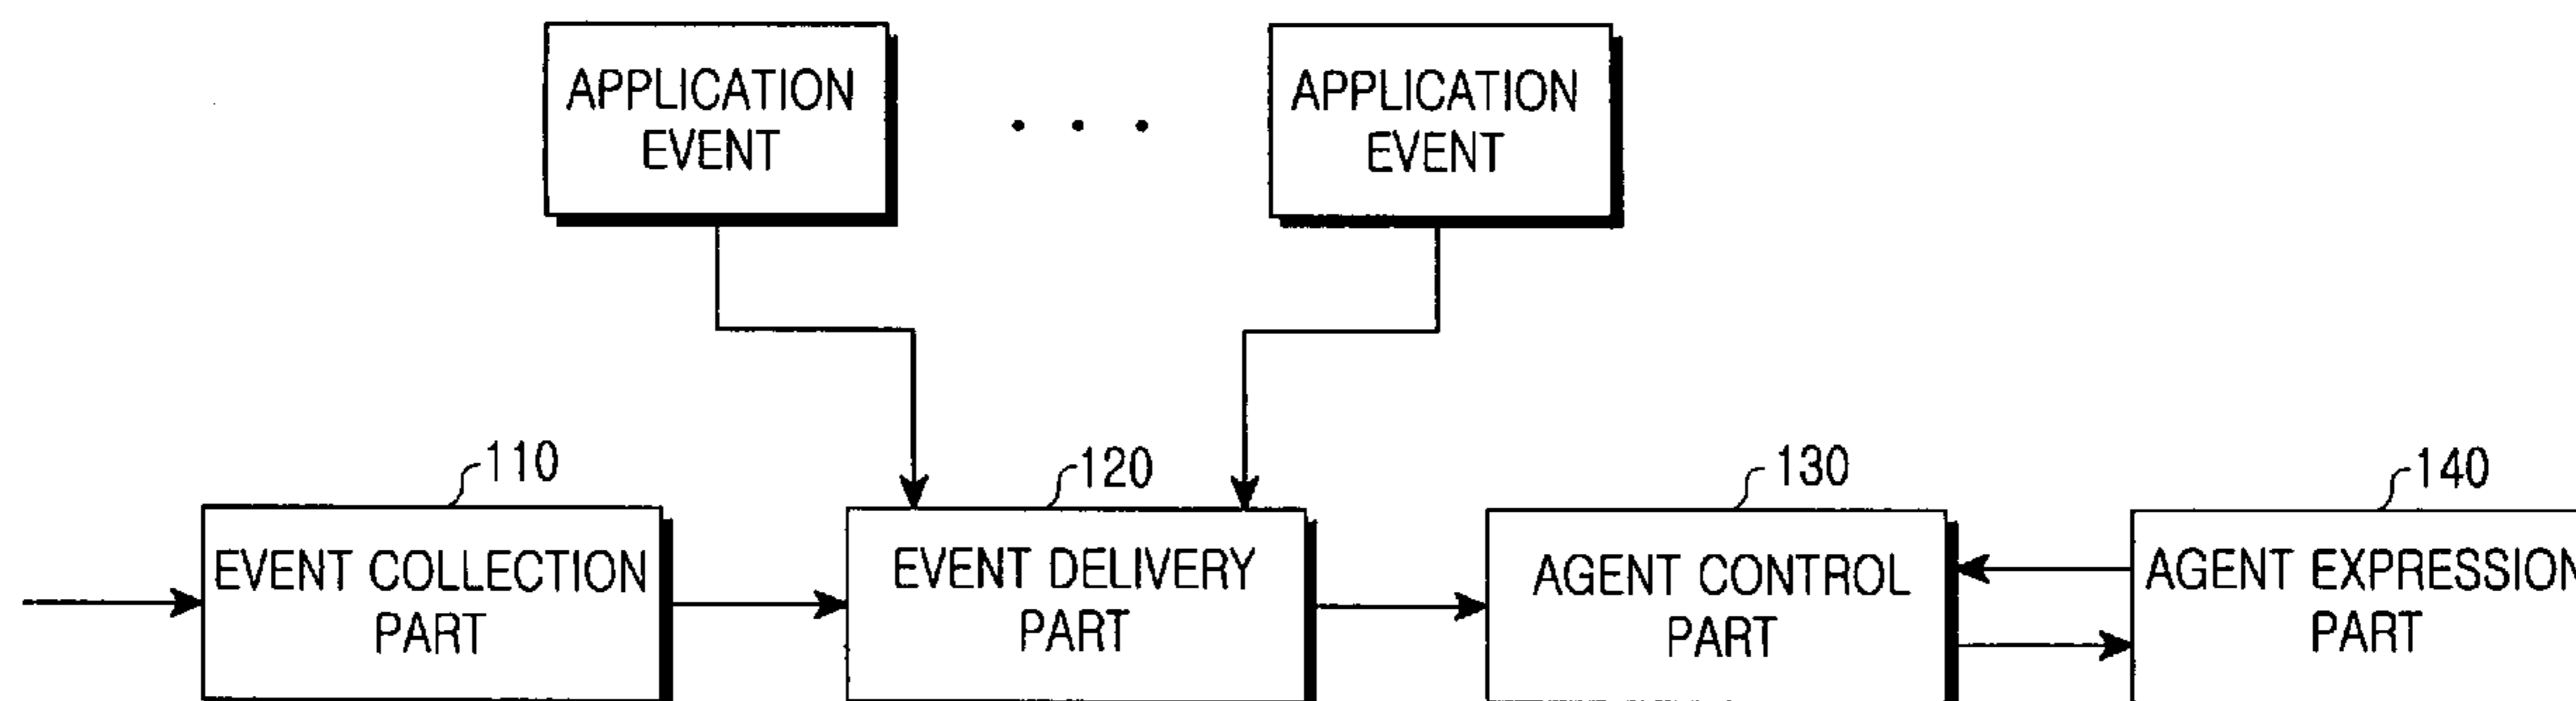 APPLICATION
EVENT
. . .
APPLICATION
EVENT
110
120
130
140
EVENT COLLECTION
PART
EVENT DELIVERY
PART
AGENT CONTROL
PART
AGENT EXPRESSION
PART